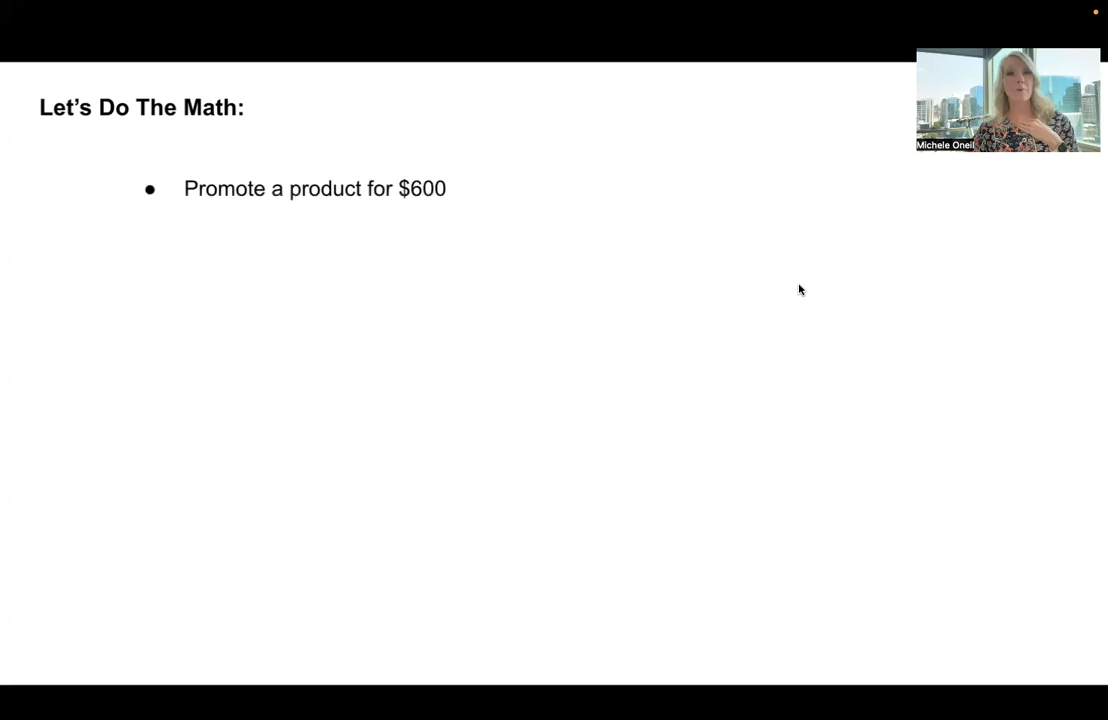 Let’s Do The Math:
Michele Oneil
● Promote a product for $600